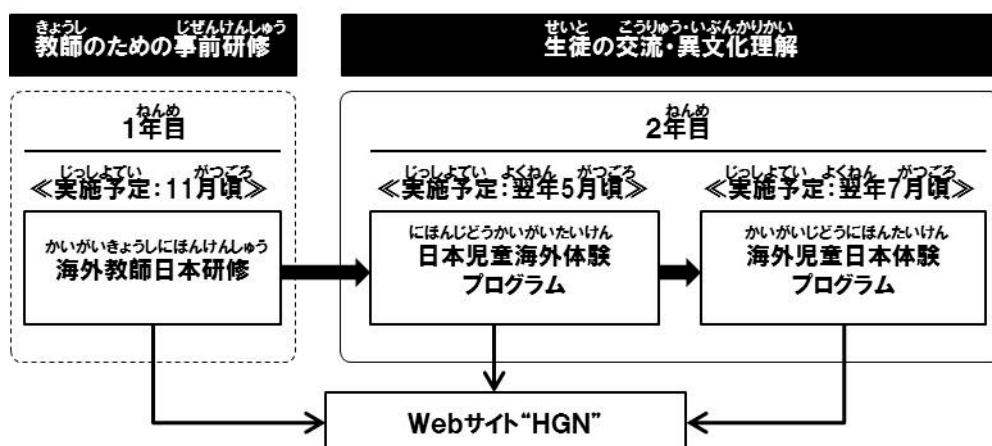 きょうし じぜんけんしゅう
教師のための事前研修
せいと こうりゅう・いぶんかりかい
生徒の交流・異文化理解
ねんめ
1年目
じっしよてい がつごろ
≪実施予定:11月頃≫
かいがいきょうしにほんけんしゅう
海外教師日本研修
ねんめ
2年目
じっしよてい よくねん がつごろ
≪実施予定:翌年5月頃≫
にほんじどうかいがいたいけん
日本児童海外体験
プログラム
じっしよてい よくねん がつごろ
≪実施予定:翌年7月頃≫
かいがいじどうにほんたいけん
海外児童日本体験
プログラム
Webサイト“HGN”